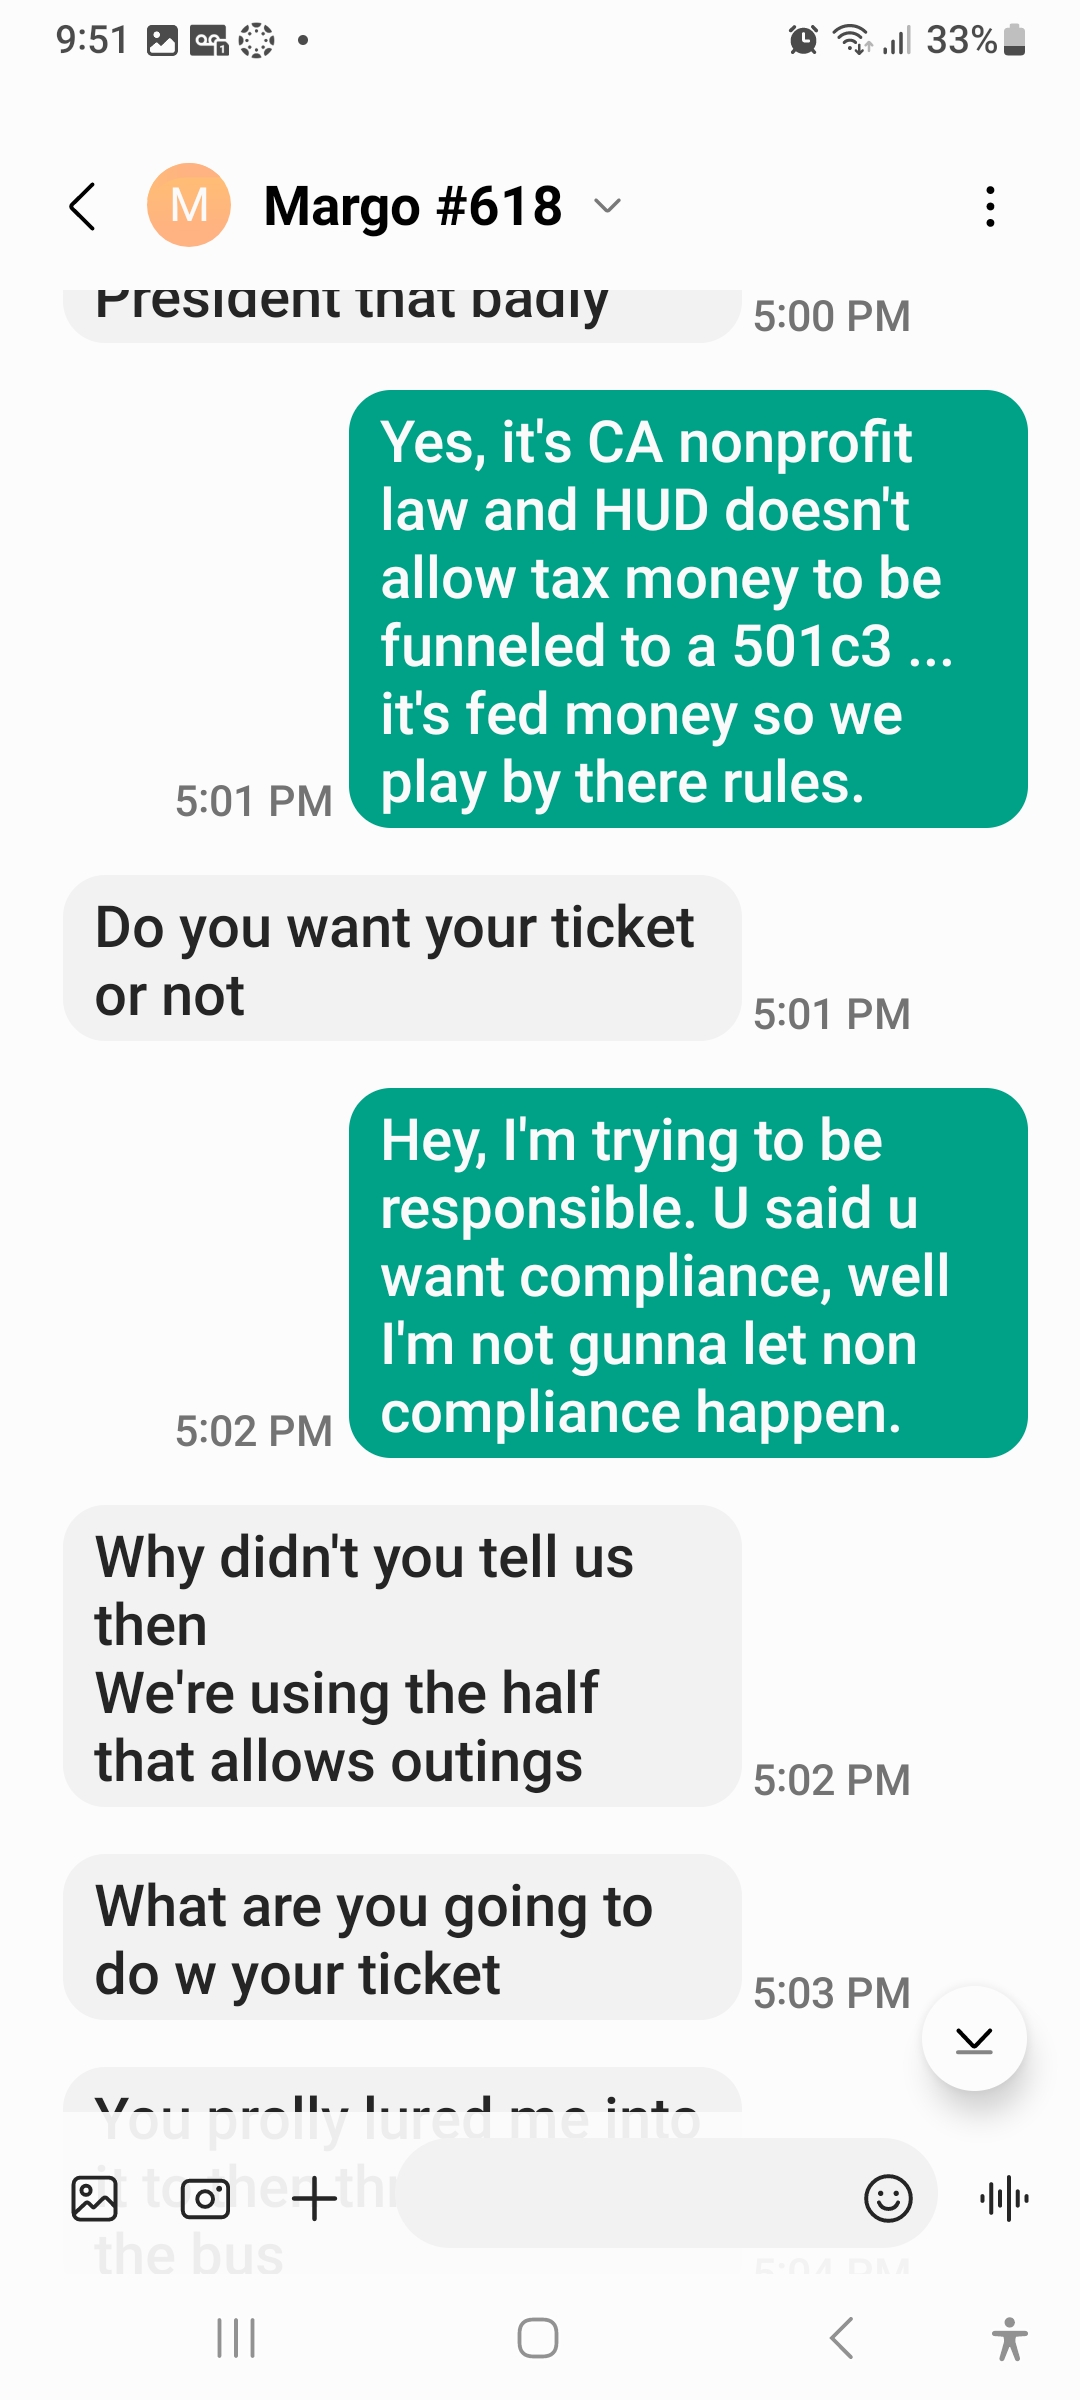 9:51
33%
M
Margo #618
President that badly
5:00 PM
Yes, it's CA nonprofit
law and HUD doesn't
allow tax money to be
funneled to a 501c3 ...
it's fed money so we
play by there rules.
5:01 PM
Do you want your ticket
or not
5:01 PM
Hey, I'm trying to be
responsible. U said u
want compliance, well
I'm not gunna let non
compliance happen.
5:02 PM
Why didn't you tell us
then
We're using the half
that allows outings
5:02 PM
What are you going to
do w your ticket
5:03 PM
You prolly lured me into
it to then
the bus
5:04 PM